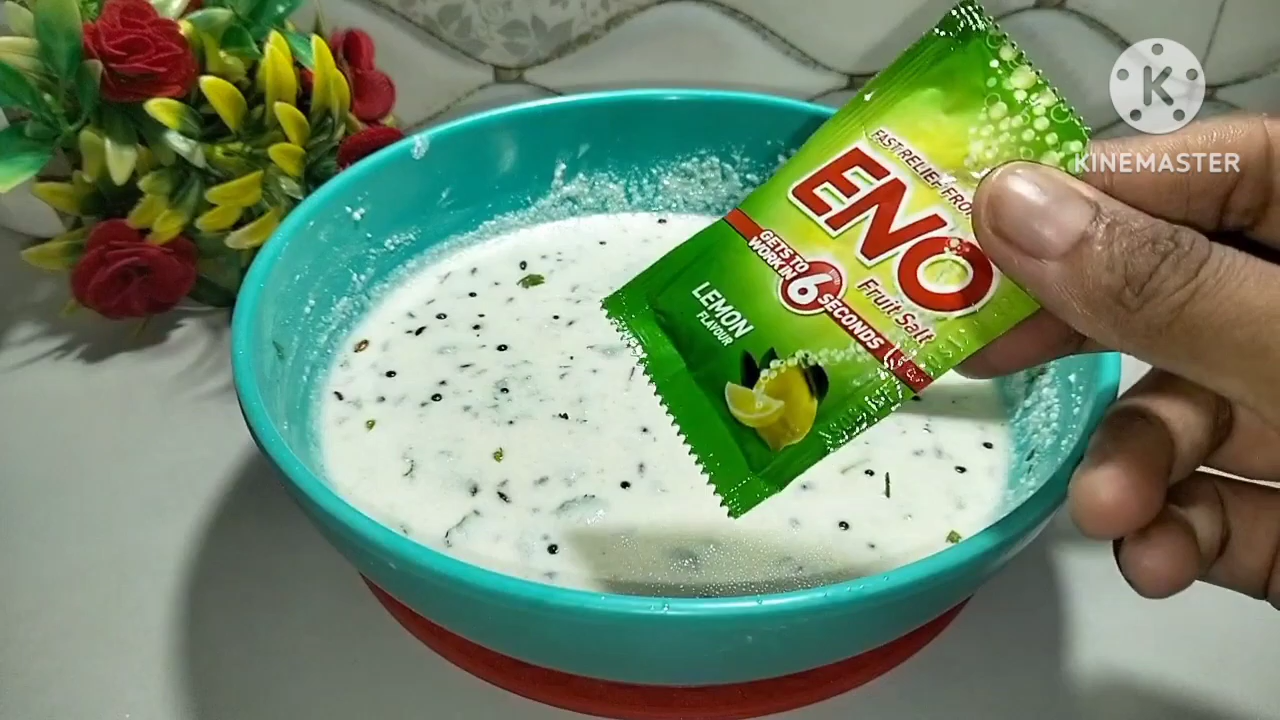 K
KINEMASTER
FAST RELIEF FROM
ENO
Fruit Salt
GETS TO
WORK IN 6 SECONDS
LEMON
FLAVOUR